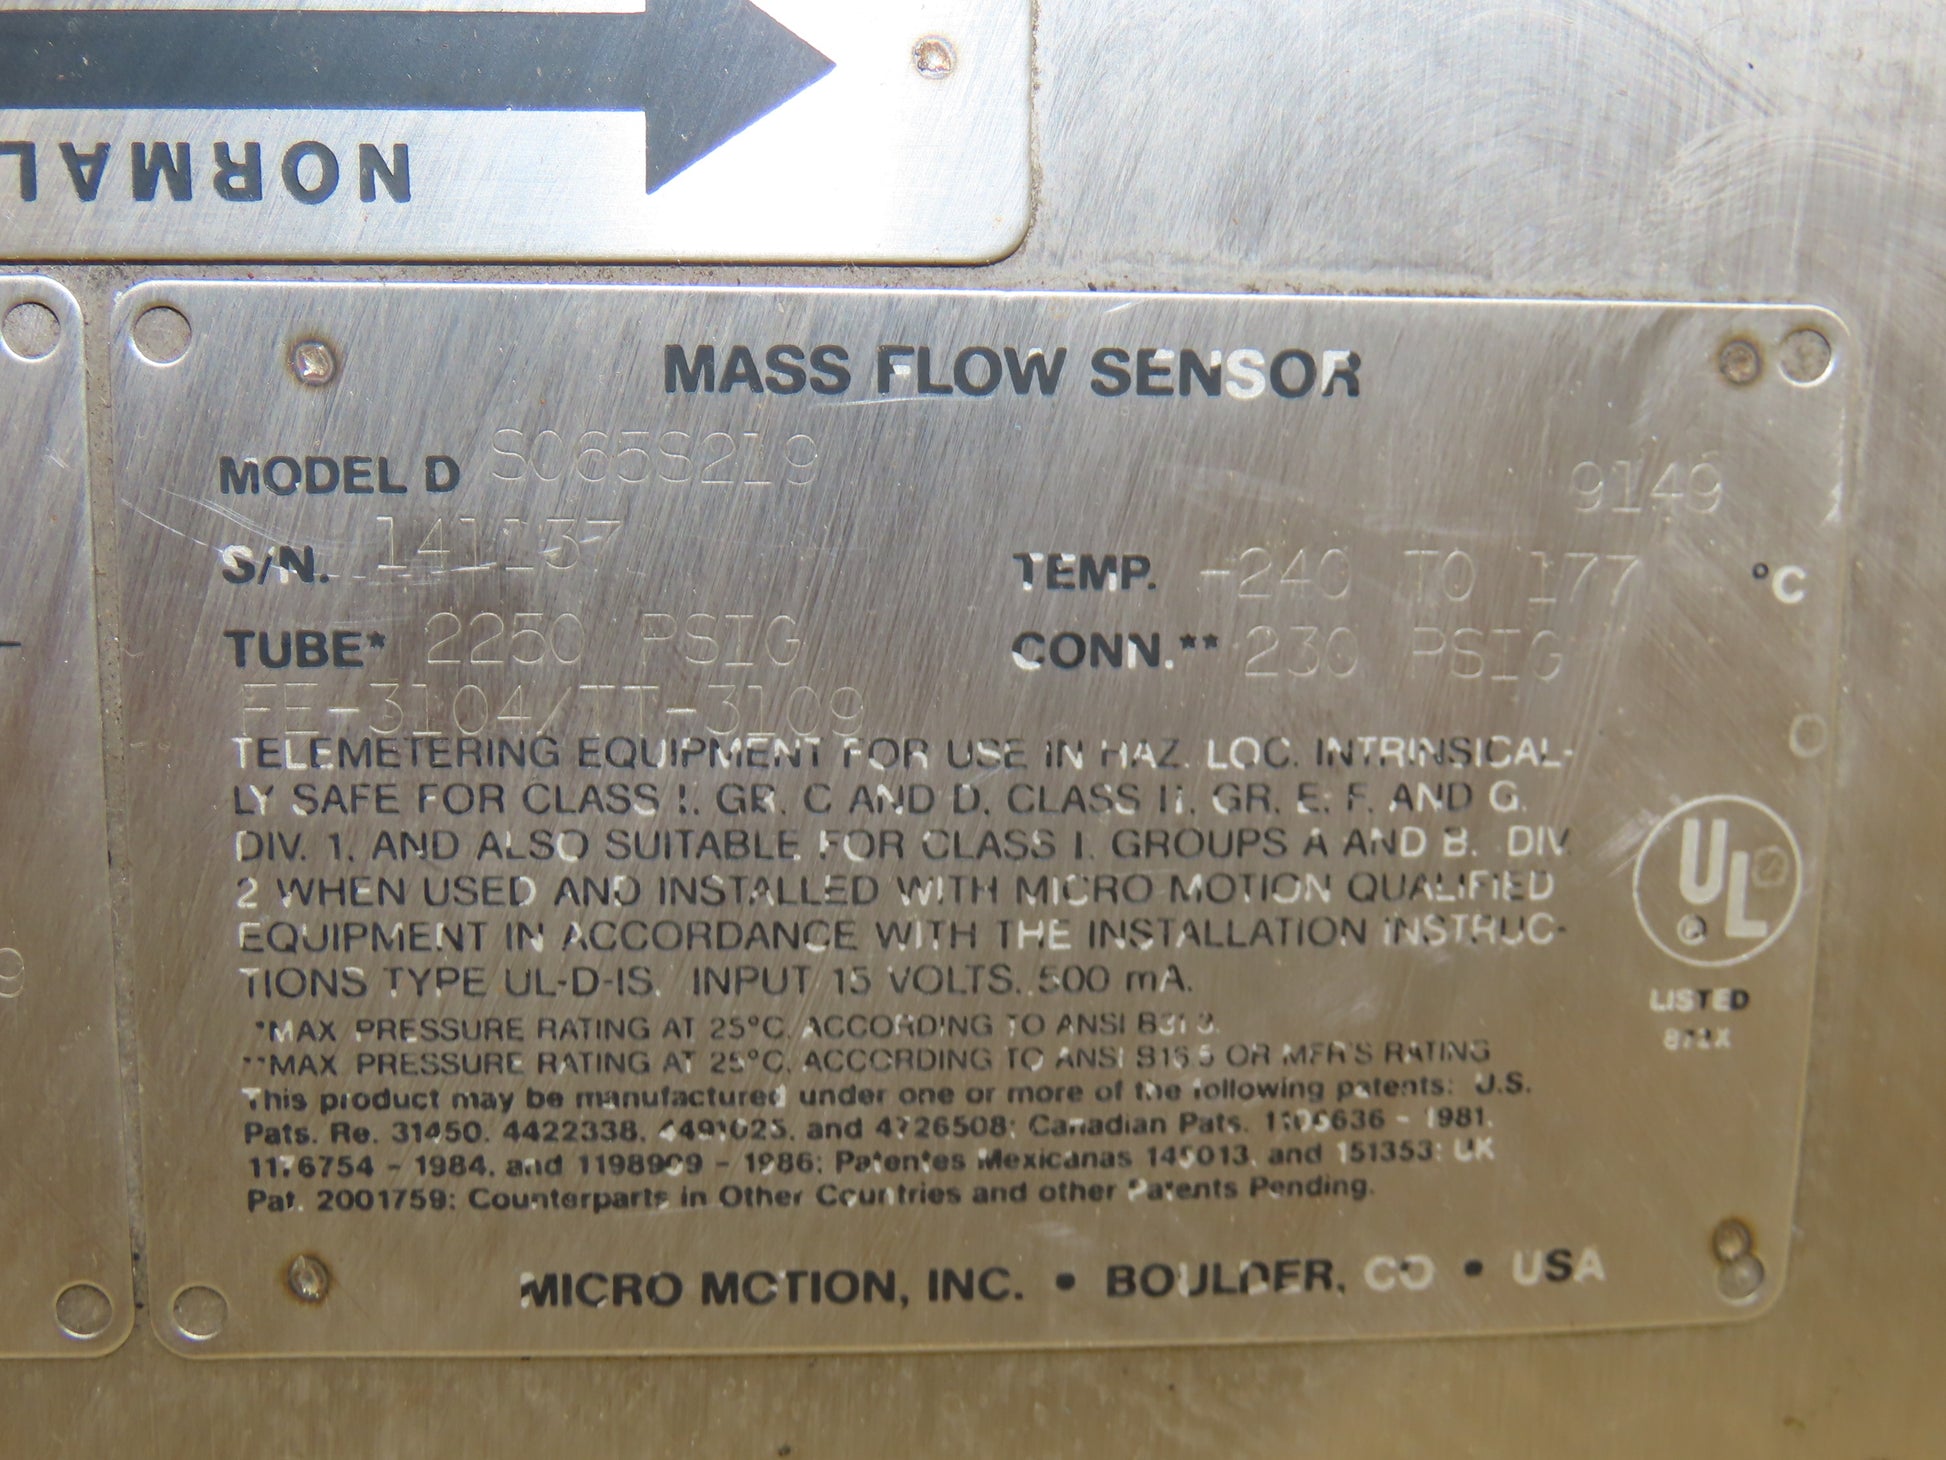 NORMAL
MASS FLOW SENSOR
MODEL D S065S219
9149
S/N. 141137
TEMP. -240 TO 177 °C
TUBE* 2250 PSIG
CONN.** 230 PSIG
FE-3104/TT-3109
TELEMETERING EQUIPMENT FOR USE IN HAZ. LOC. INTRINSICAL-
LY SAFE FOR CLASS I. GR. C AND D. CLASS II. GR. E. F. AND G.
DIV. 1. AND ALSO SUITABLE FOR CLASS I. GROUPS A AND B. DIV.
2 WHEN USED AND INSTALLED WITH MICRO MOTION QUALIFIED
EQUIPMENT IN ACCORDANCE WITH THE INSTALLATION INSTRUC-
TIONS TYPE UL-D-IS. INPUT 15 VOLTS. 500 mA.
*MAX PRESSURE RATING AT 25°C. ACCORDING TO ANSI B31.3.
**MAX PRESSURE RATING AT 25°C. ACCORDING TO ANSI B16.5 OR MFR'S RATING
This product may be manufactured under one or more of the following patents: U.S.
Pats. Re. 31450. 4422338. 4491025. and 4726508; Canadian Pats. - 1981.
1176754 - 1984. and 1198909 - 1986; Patentes Mexicanas and 151353; UK
Pat. 2001759; Counterparts in Other Countries and other Patents Pending.
UL
LISTED
MICRO MOTION, INC. • BOULDER, CO • USA
9